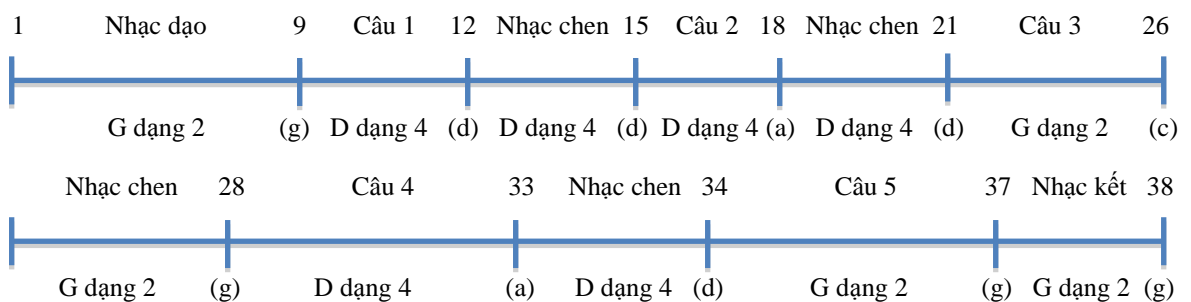 1 Nhạc dạo 9 Câu 1 12 Nhạc chen 15 Câu 2 18 Nhạc chen 21 Câu 3 26
G dạng 2 (g) D dạng 4 (d) D dạng 4 (d) D dạng 4 (a) D dạng 4 (d) G dạng 2 (c)
Nhạc chen 28 Câu 4 33 Nhạc chen 34 Câu 5 37 Nhạc kết 38
G dạng 2 (g) D dạng 4 (a) D dạng 4 (d) G dạng 2 (g) G dạng 2 (g)